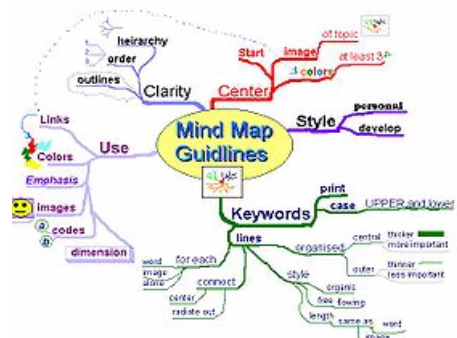 Mind Map
Guidlines
Center
Start
image
of topic
colors
at least 3
Style
personal
develop
Keywords
print
case
UPPER and lower
lines
organised
central
thicker
more important
outer
thinner
less important
style
organic
free flowing
length
same as
word
image
connect
center
radiate out
for each
word
image
alone
Use
Links
Colors
Emphasis
images
codes
a
b
dimension
Clarity
heirarchy
order
outlines